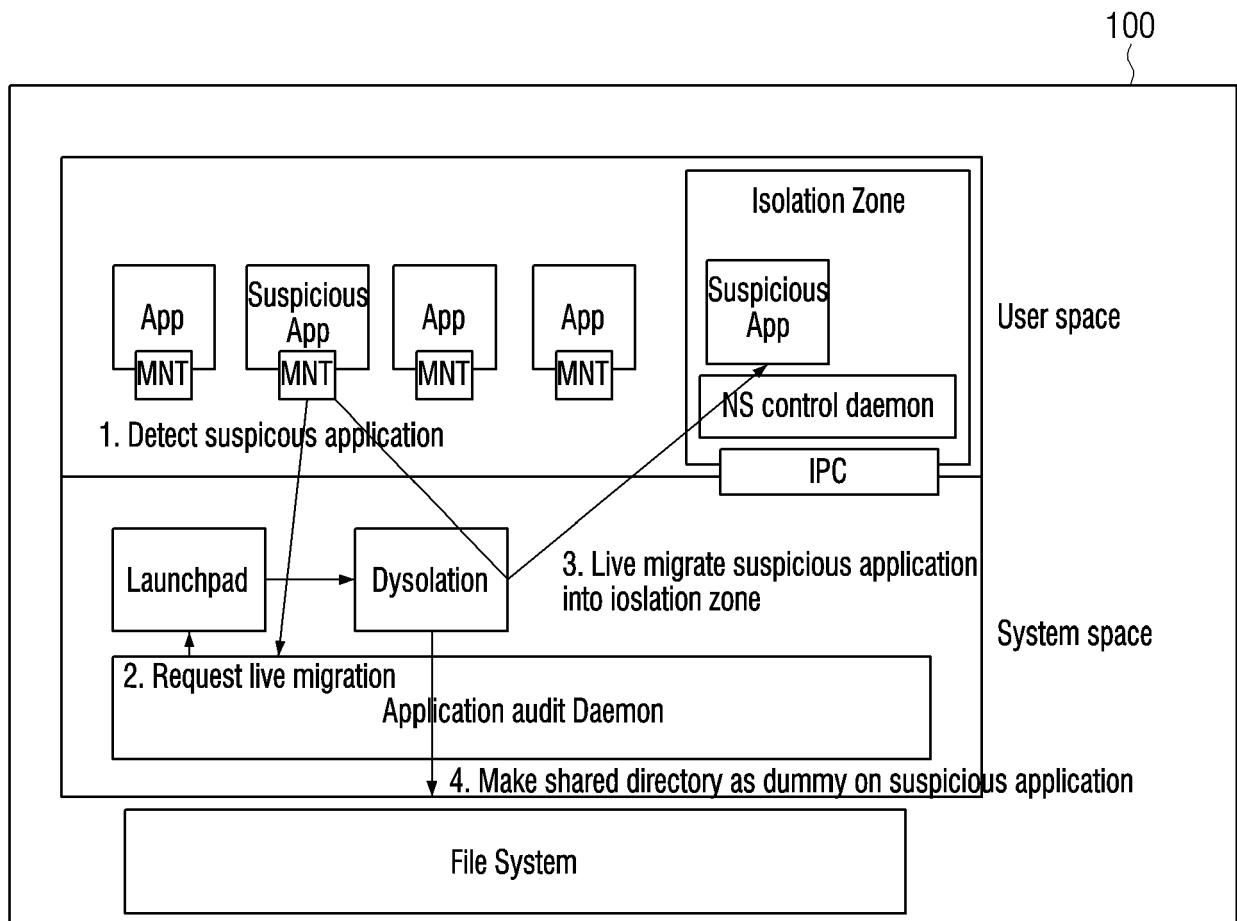 100
Isolation Zone
App
Suspicious
App
App
App
Suspicious
App
User space
MNT
MNT
MNT
MNT
NS control daemon
1. Detect suspicous application
IPC
Launchpad
Dysolation
3. Live migrate suspicious application
into ioslation zone
System space
2. Request live migration
Application audit Daemon
4. Make shared directory as dummy on suspicious application
File System